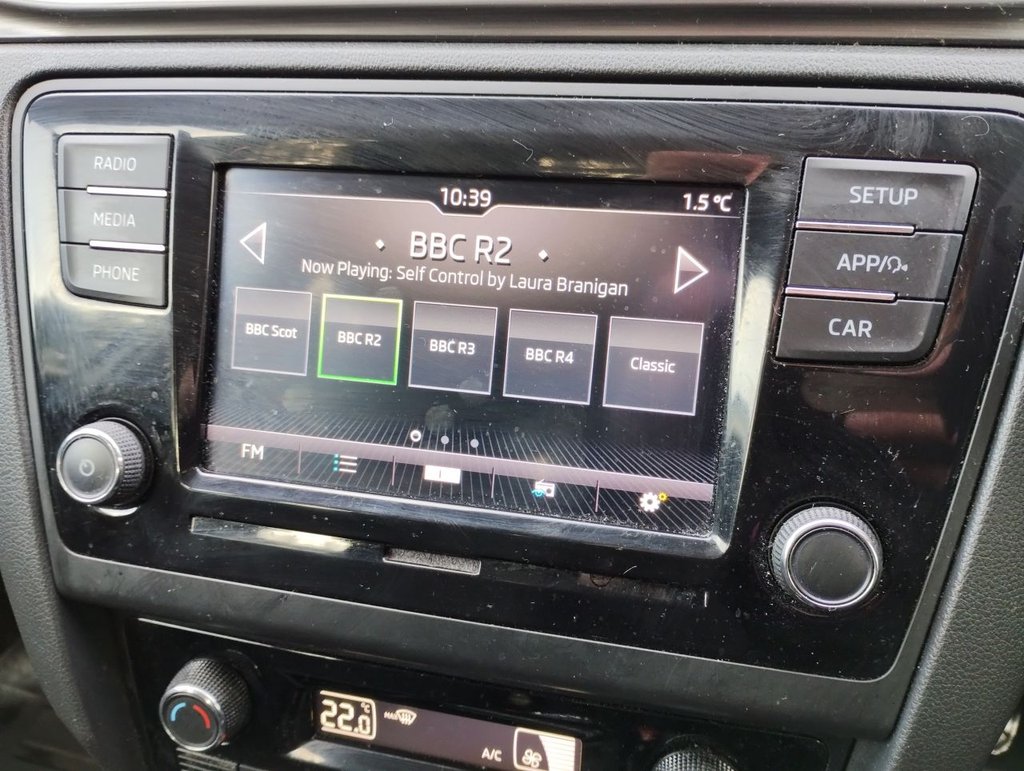 RADIO
MEDIA
PHONE
10:39
1.5 °C
BBC R2
Now Playing: Self Control by Laura Branigan
BBC Scot
BBC R2
BBC R3
BBC R4
Classic
FM
SETUP
APP/
CAR
22.0 °C
MAX
A/C